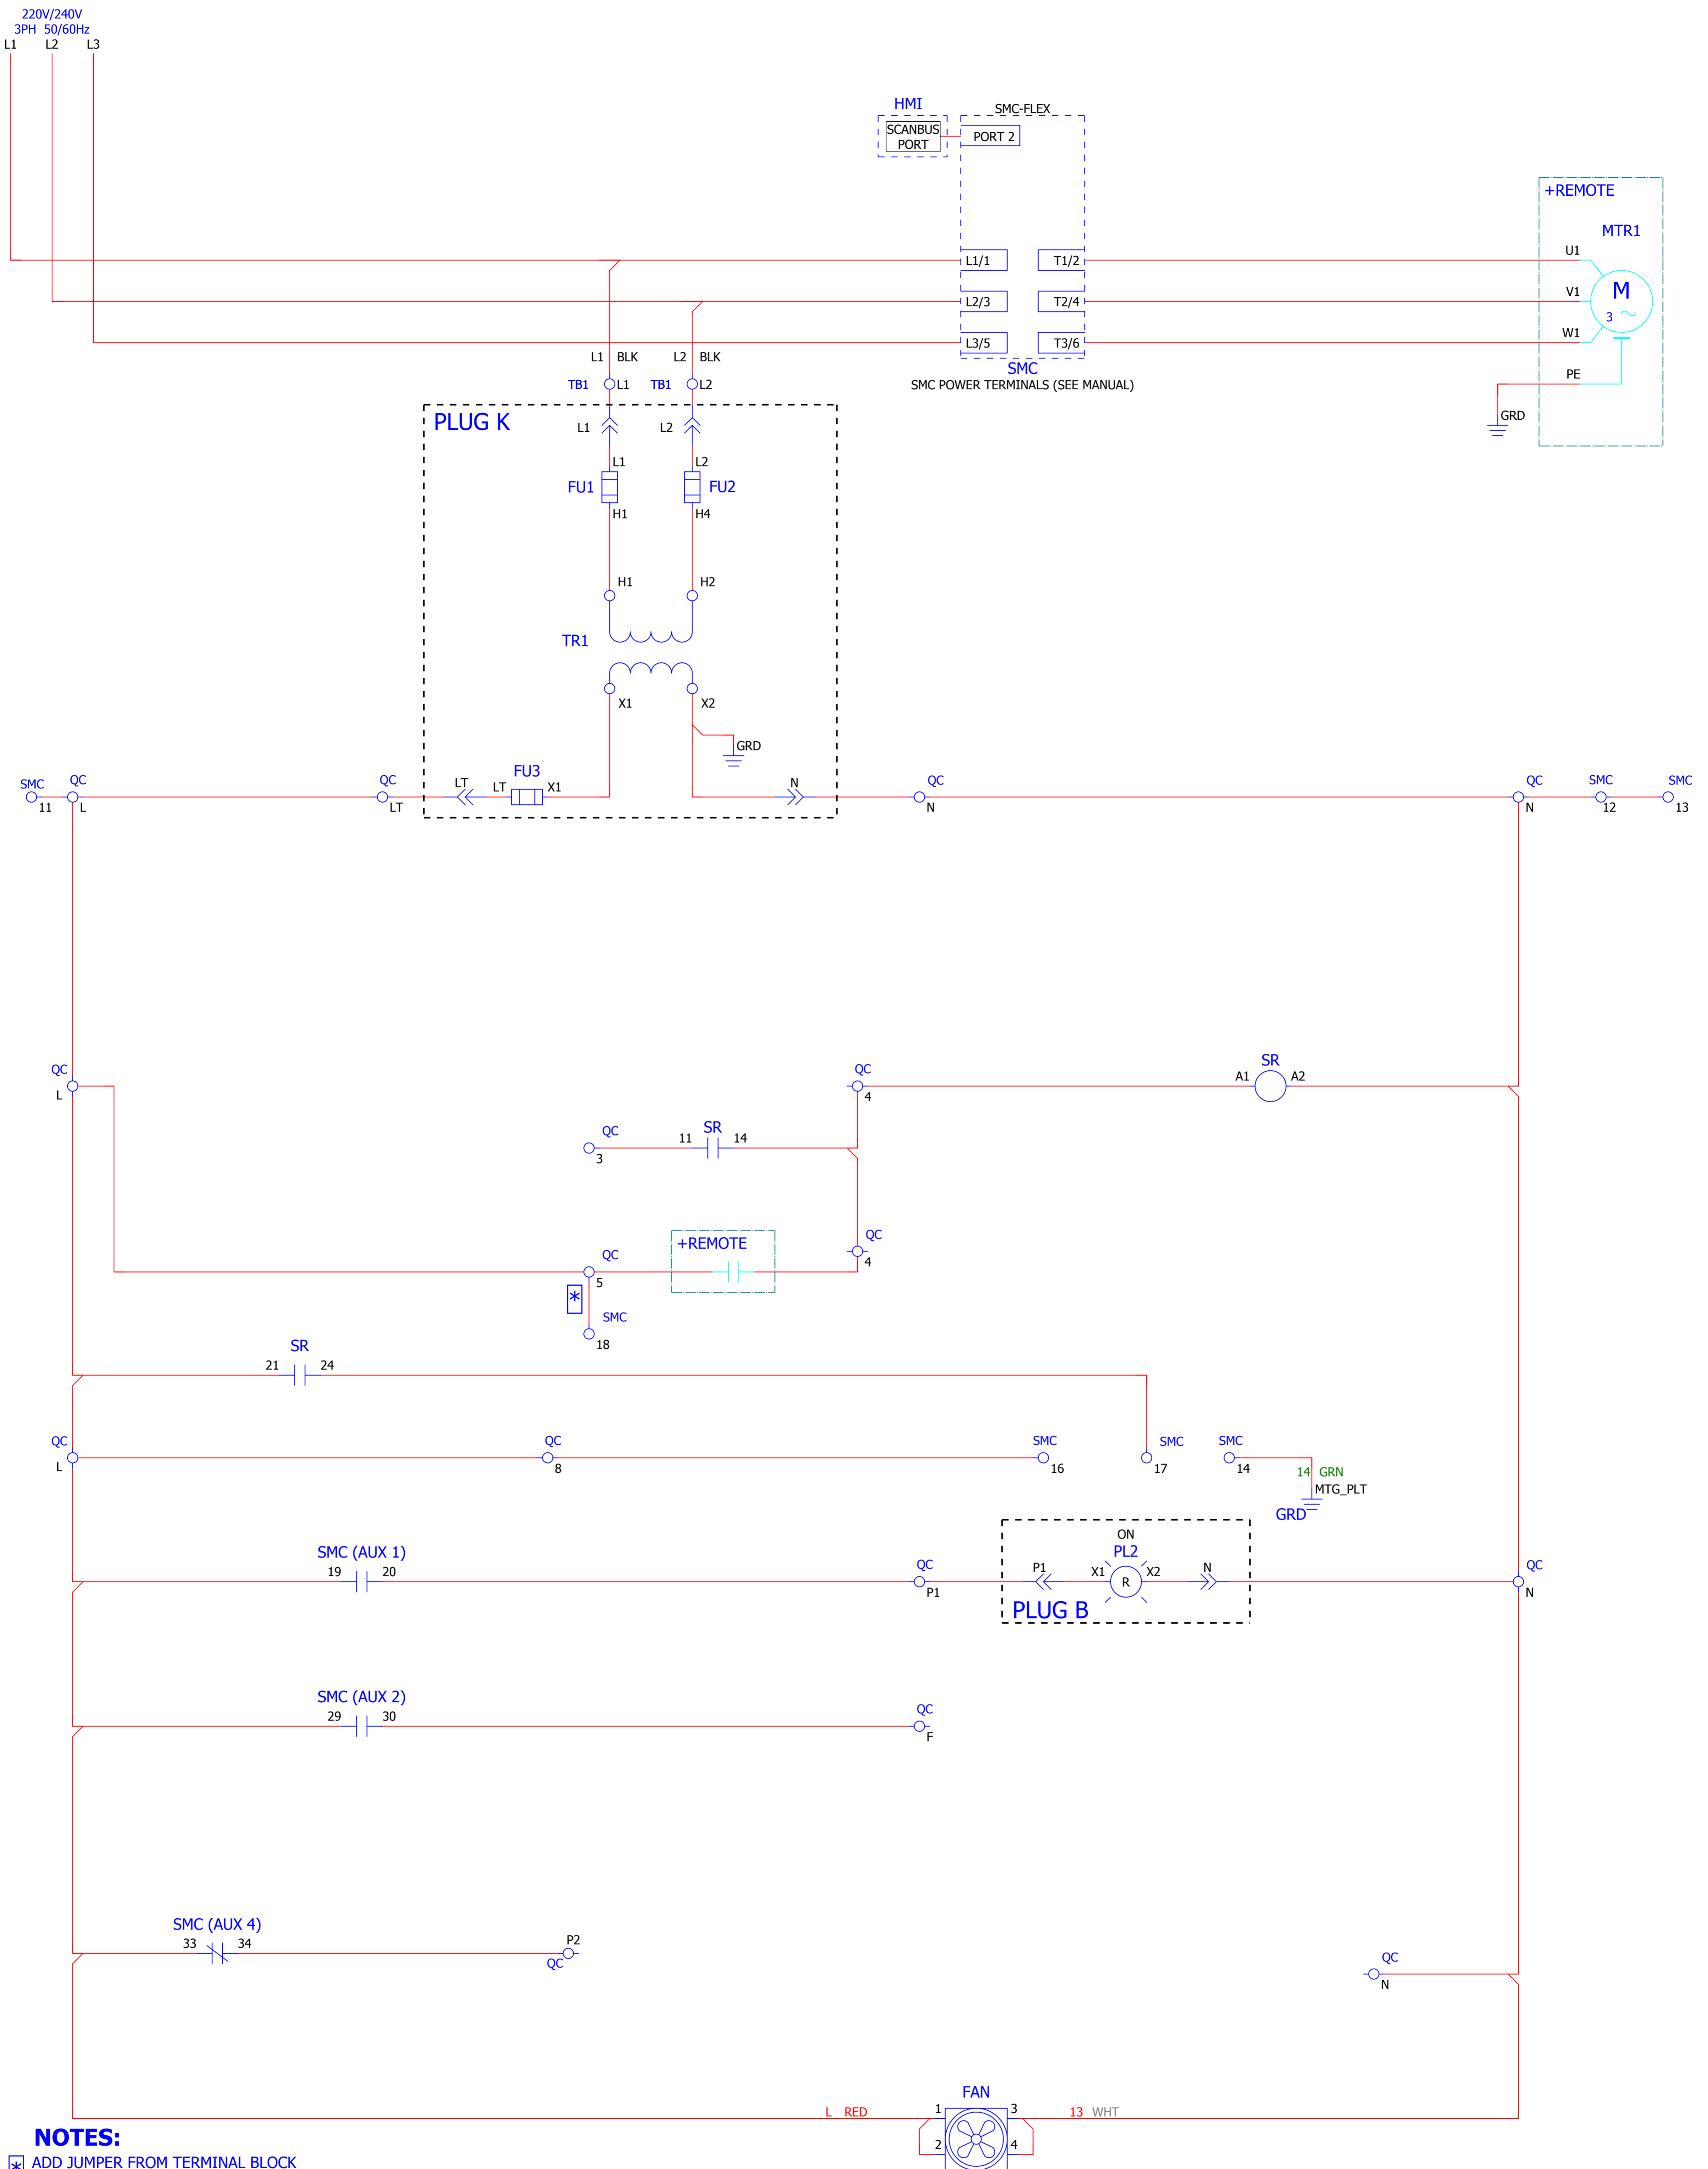 220V/240V
3PH 50/60Hz
L1 L2 L3
HMI
SMC-FLEX
SCANBUS
PORT
PORT 2
+REMOTE
MTR1
L1/1 T1/2 U1
L2/3 T2/4 V1
M
3
L3/5 T3/6 W1
SMC
SMC POWER TERMINALS (SEE MANUAL)
PE
GRD
L1 BLK L2 BLK
TB1 L1 TB1 L2
PLUG K
L1 L2
L1 L2
FU1 FU2
H1 H4
H1 H2
TR1
X1 X2
GRD
FU3
SMC QC QC LT LT X1 N QC QC SMC SMC
11 L LT N N 12 13
QC QC SR
L 4 A1 A2
QC SR
3 11 14
QC
4
+REMOTE
QC
5
*
SMC
18
SR
21 24
QC QC SMC SMC SMC
L 8 16 17 14
14 GRN
MTG_PLT
GRD
ON
PL2
SMC (AUX 1)
19 20
QC
P1
P1 X1 R X2 N
QC
N
PLUG B
SMC (AUX 2)
29 30
QC
F
SMC (AUX 4)
33 34
P2
QC
QC
N
FAN
L RED 1 3 13 WHT
2 4
NOTES:
* ADD JUMPER FROM TERMINAL BLOCK